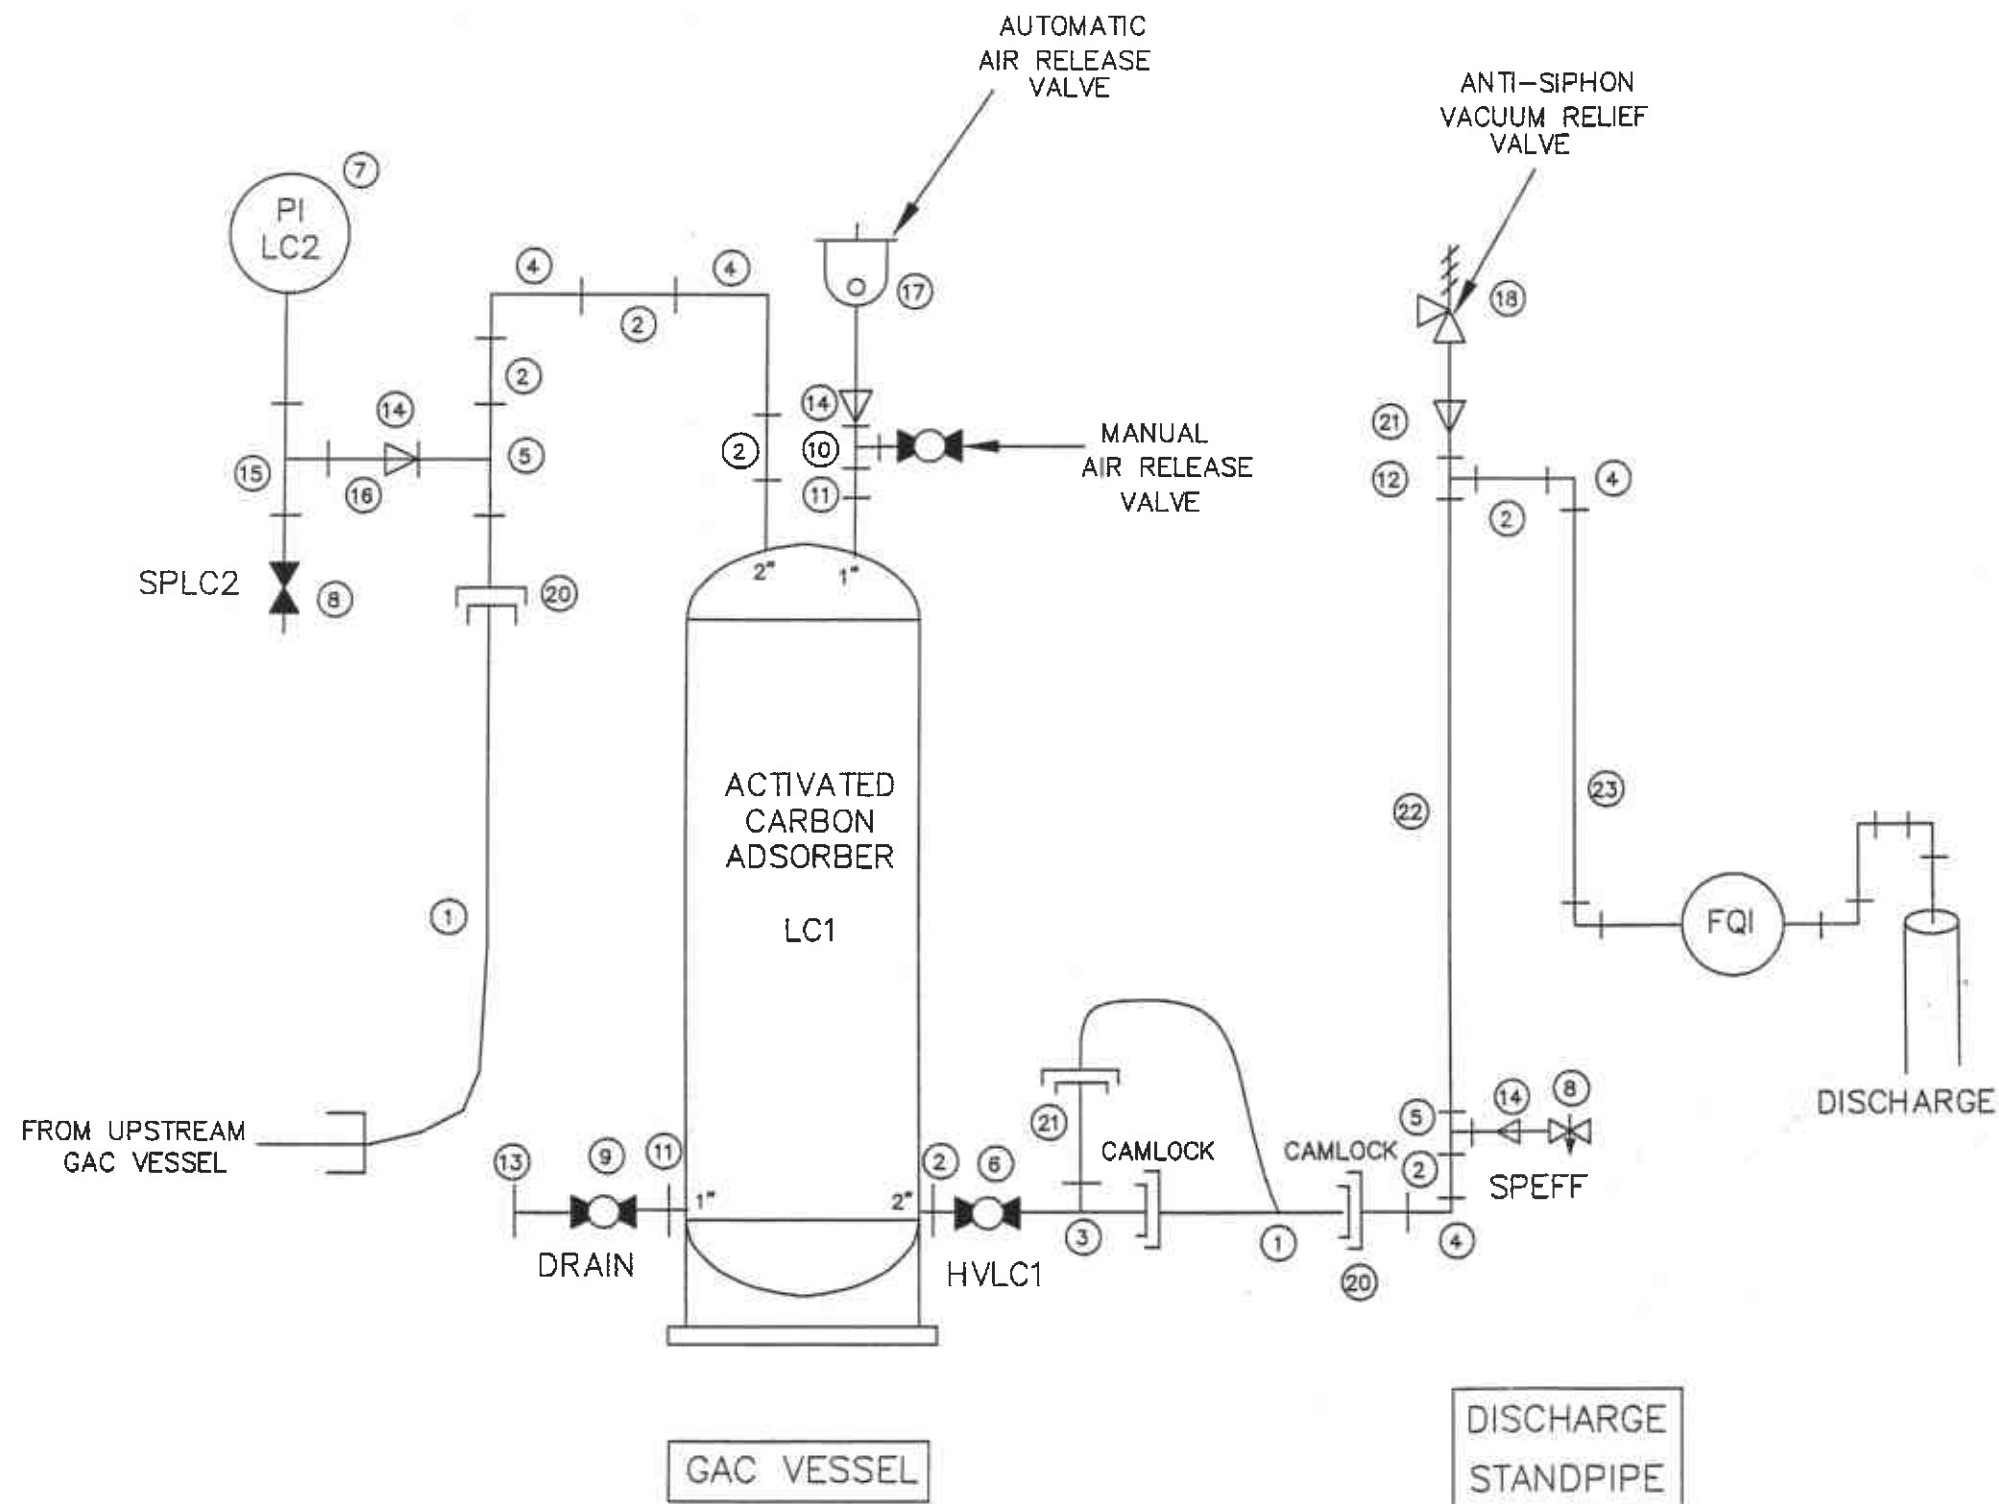 AUTOMATIC
AIR RELEASE
VALVE
ANTI-SIPHON
VACUUM RELIEF
VALVE
7
PI
LC2
4
4
2
17
18
2
14
14
10
11
2
MANUAL
AIR RELEASE
VALVE
21
12
4
2
15
16
5
SPLC2
8
20
2"
1"
ACTIVATED
CARBON
ADSORBER
LC1
22
23
1
FQI
DISCHARGE
FROM UPSTREAM
GAC VESSEL
13
9
11
1"
2"
2
6
21
CAMLOCK
CAMLOCK
5
14
8
2
SPEFF
DRAIN
HVLC1
3
1
20
4
GAC VESSEL
DISCHARGE
STANDPIPE